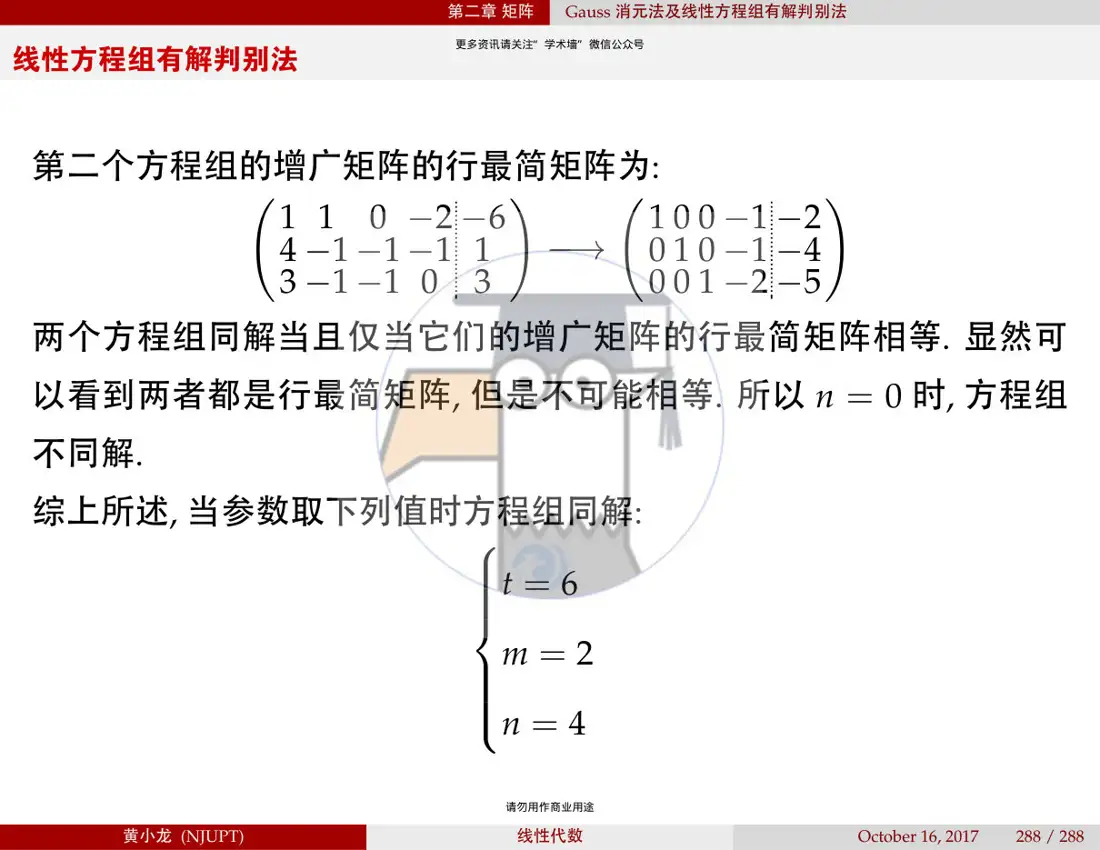 第二章 矩阵 Gauss 消元法及线性方程组有解判别法
线性方程组有解判别法
更多资讯请关注“学术墙”微信公众号
第二个方程组的增广矩阵的行最简矩阵为:
1 1 0 −2 −6 1 0 0 −1 −2
4 −1 −1 −1 1 ⟶ 0 1 0 −1 −4
3 −1 −1 0 3 0 0 1 −2 −5
两个方程组同解当且仅当它们的增广矩阵的行最简矩阵相等. 显然可
以看到两者都是行最简矩阵, 但是不可能相等. 所以 n = 0 时, 方程组
不同解.
综上所述, 当参数取下列值时方程组同解:
t = 6
m = 2
n = 4
请勿用作商业用途
黄小龙 (NJUPT) 线性代数 October 16, 2017 288 / 288